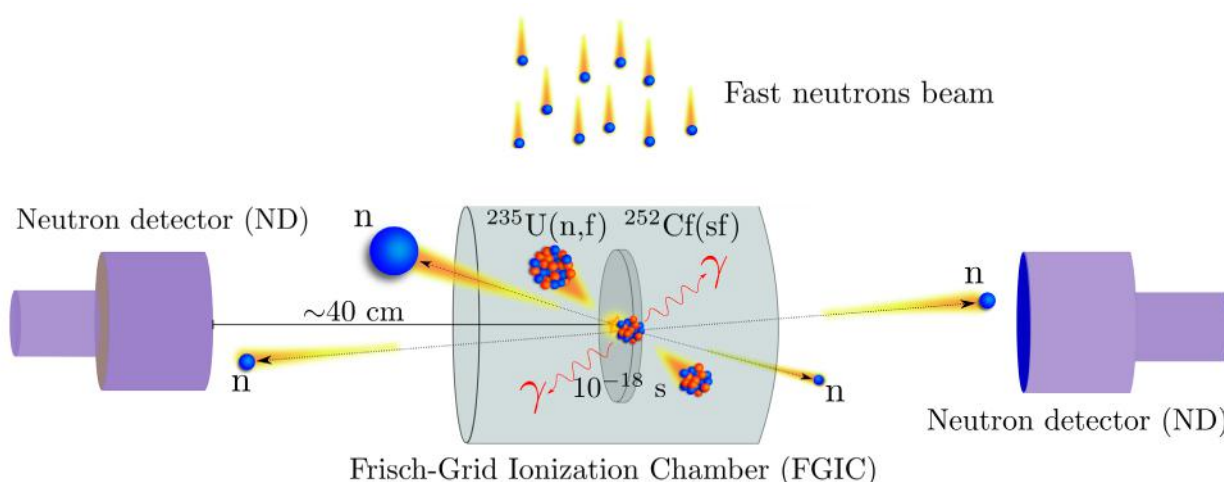 Fast neutrons beam
Neutron detector (ND)
n
²³⁵U(n,f)
²⁵²Cf(sf)
γ
n
~40 cm
n
γ
10⁻¹⁸ s
n
Neutron detector (ND)
Frisch-Grid Ionization Chamber (FGIC)